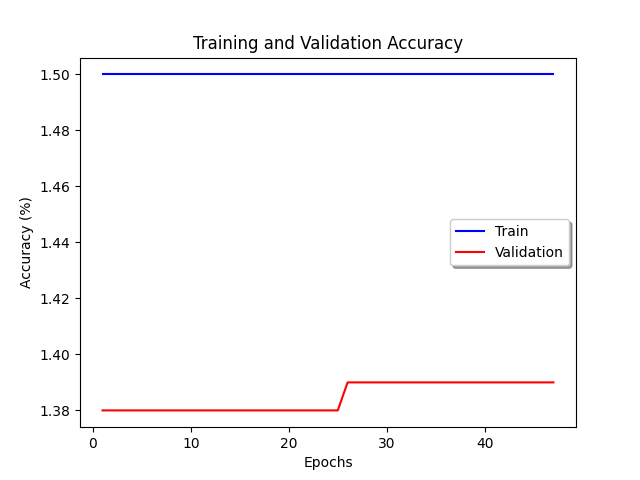 Training and Validation Accuracy
Accuracy (%)
1.50
1.48
1.46
1.44
1.42
1.40
1.38
Train
Validation
0 10 20 30 40
Epochs